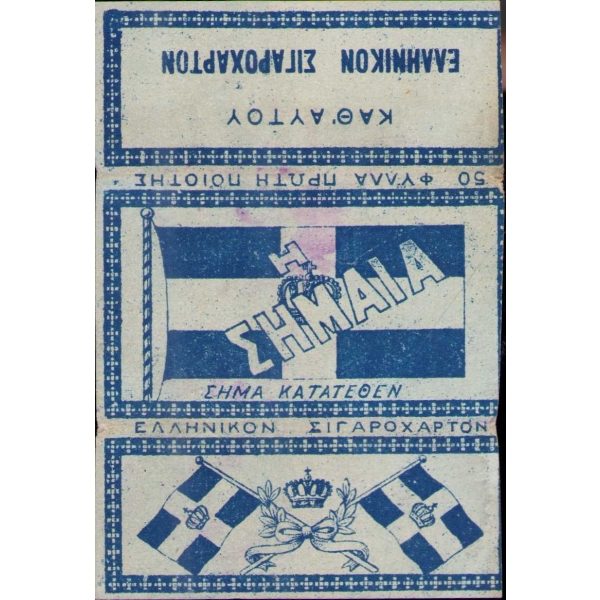 ΕΛΛΗΝΙΚΟΝ ΣΙΓΑΡΟΧΑΡΤΟΝ
ΚΑΘ'ΑΥΤΟΥ
50 ΦΥΛΛΑ ΠΡΩΤΗ ΠΟΙΟΤΗΣ
Η
ΣΗΜΑΙΑ
ΣΗΜΑ ΚΑΤΑΤΕΘΕΝ
ΕΛΛΗΝΙΚΟΝ ΣΙΓΑΡΟΧΑΡΤΟΝ